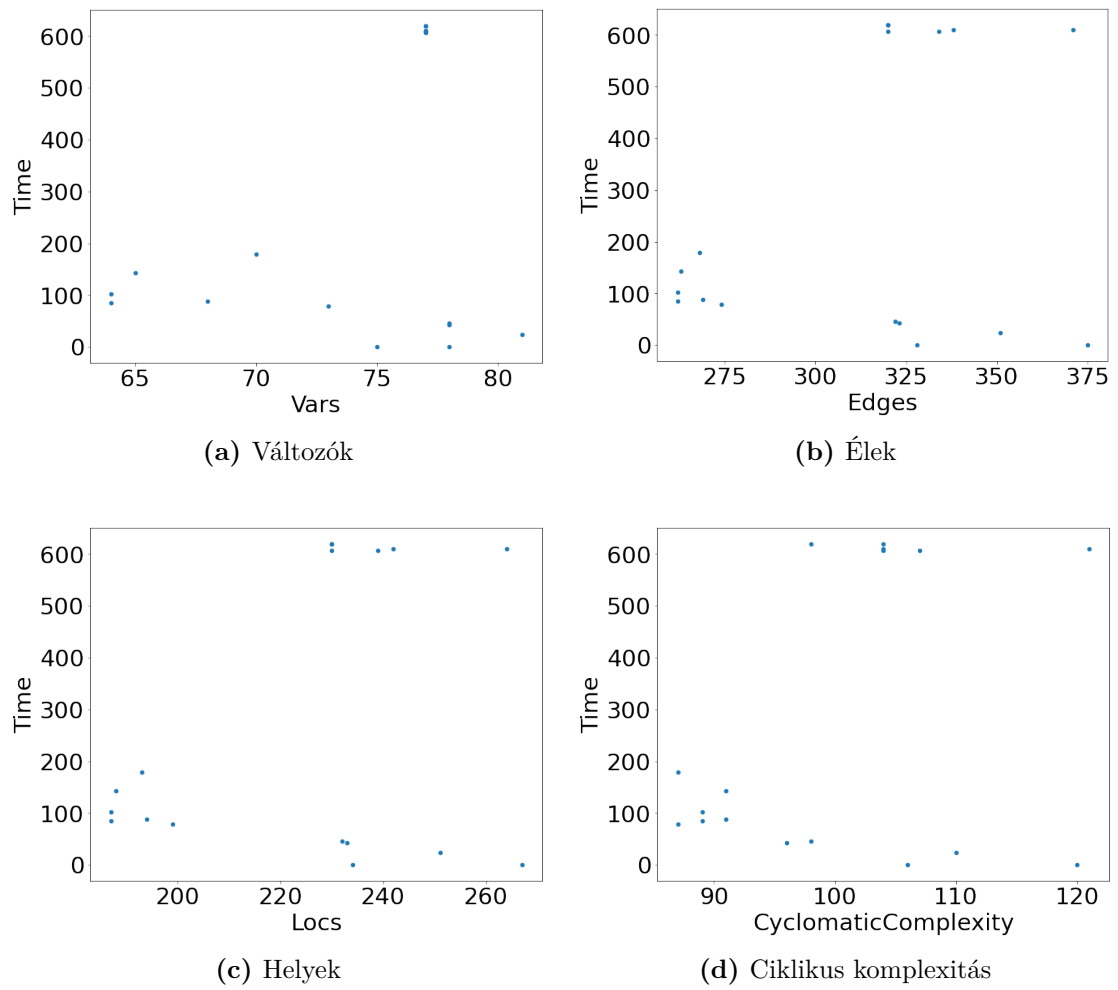 600
500
400
300
200
100
0
Time
65 70 75 80
Vars
(a) Változók
600
500
400
300
200
100
0
Time
275 300 325 350 375
Edges
(b) Élek
600
500
400
300
200
100
0
Time
200 220 240 260
Locs
(c) Helyek
600
500
400
300
200
100
0
Time
90 100 110 120
CyclomaticComplexity
(d) Ciklikus komplexitás